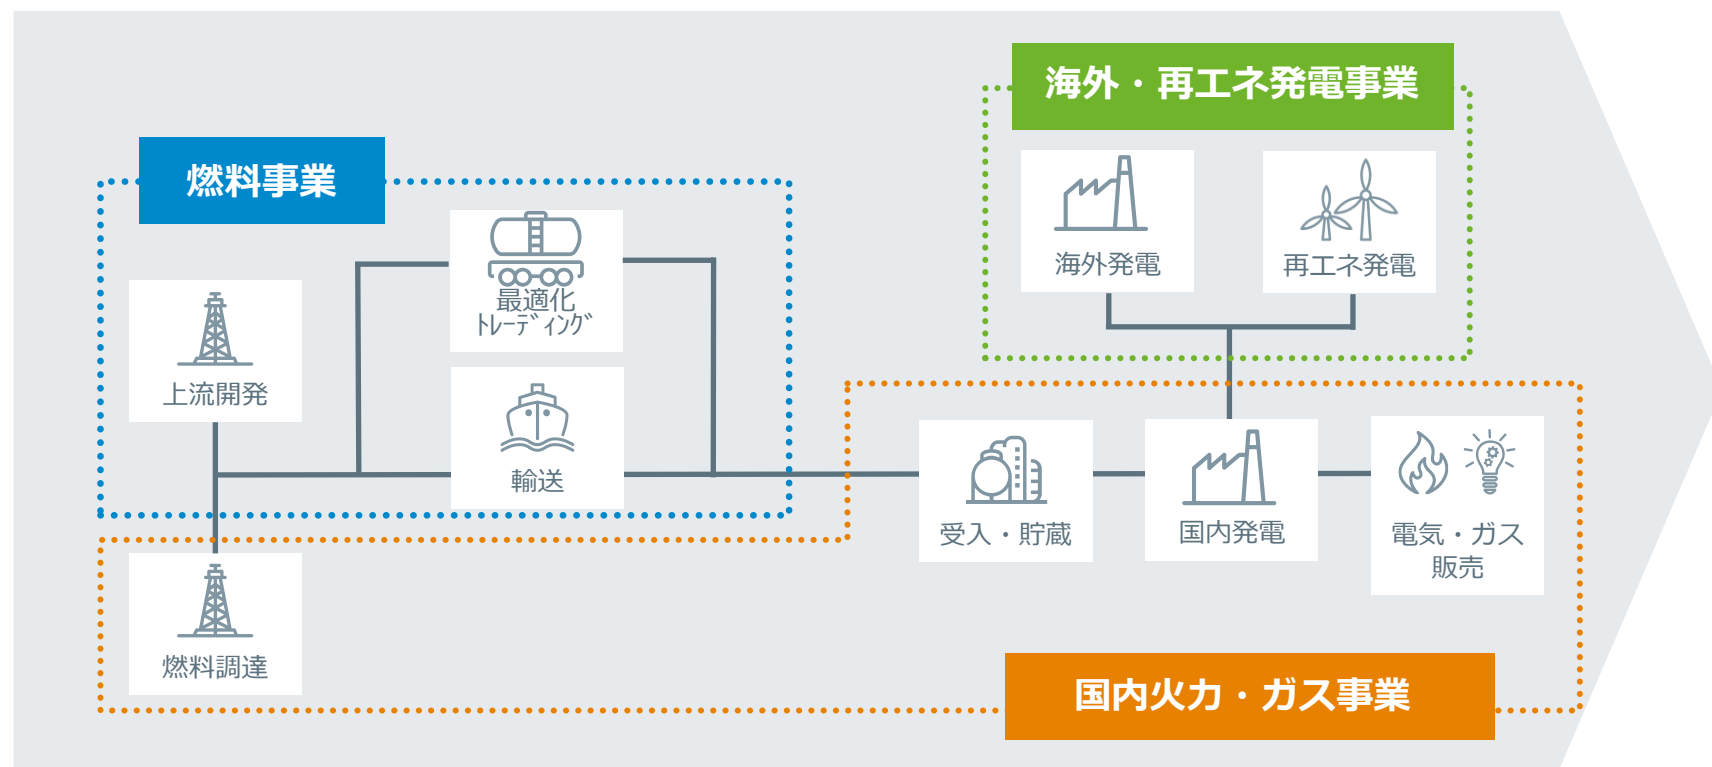 海外・再エネ発電事業
燃料事業
海外発電
再エネ発電
最適化
ﾄﾚｰﾃﾞｨﾝｸﾞ
上流開発
輸送
受入・貯蔵
国内発電
電気・ガス
販売
燃料調達
国内火力・ガス事業